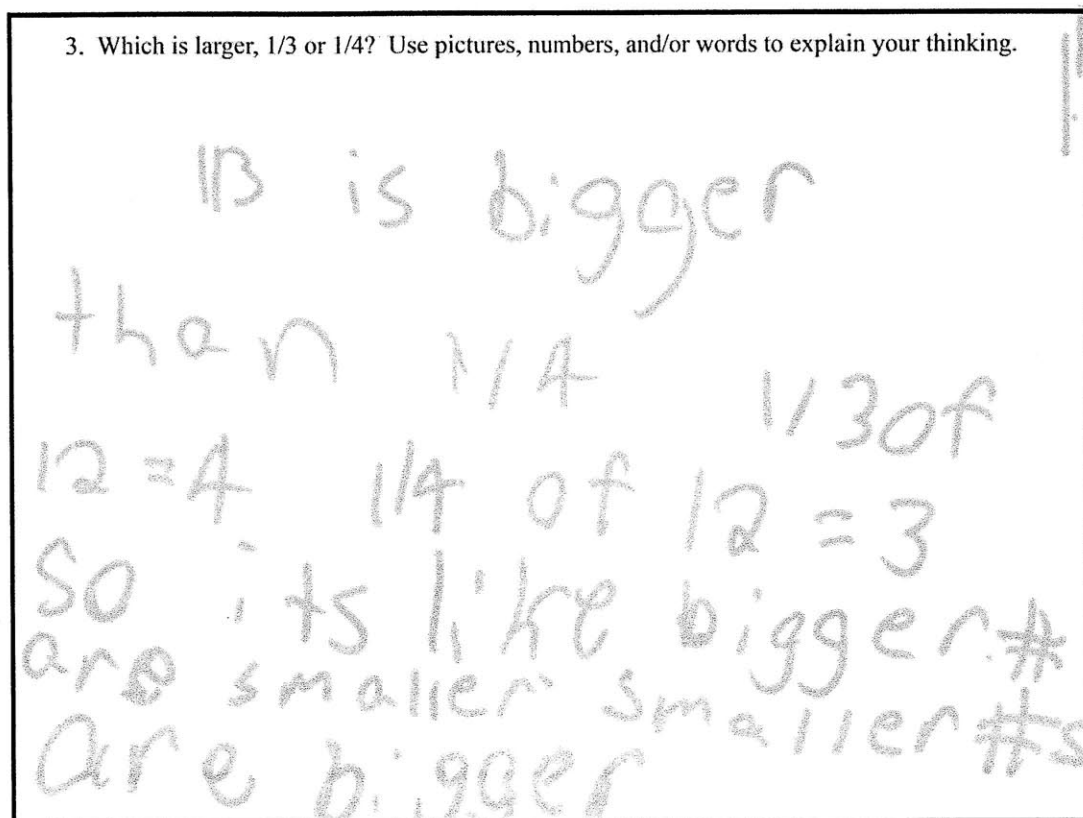 3. Which is larger, 1/3 or 1/4? Use pictures, numbers, and/or words to explain your thinking.
1/3 is bigger
than 1/4 1/3 of
12 = 4 1/4 of 12 = 3
So its like bigger #
are smaller smaller #s
are bigger